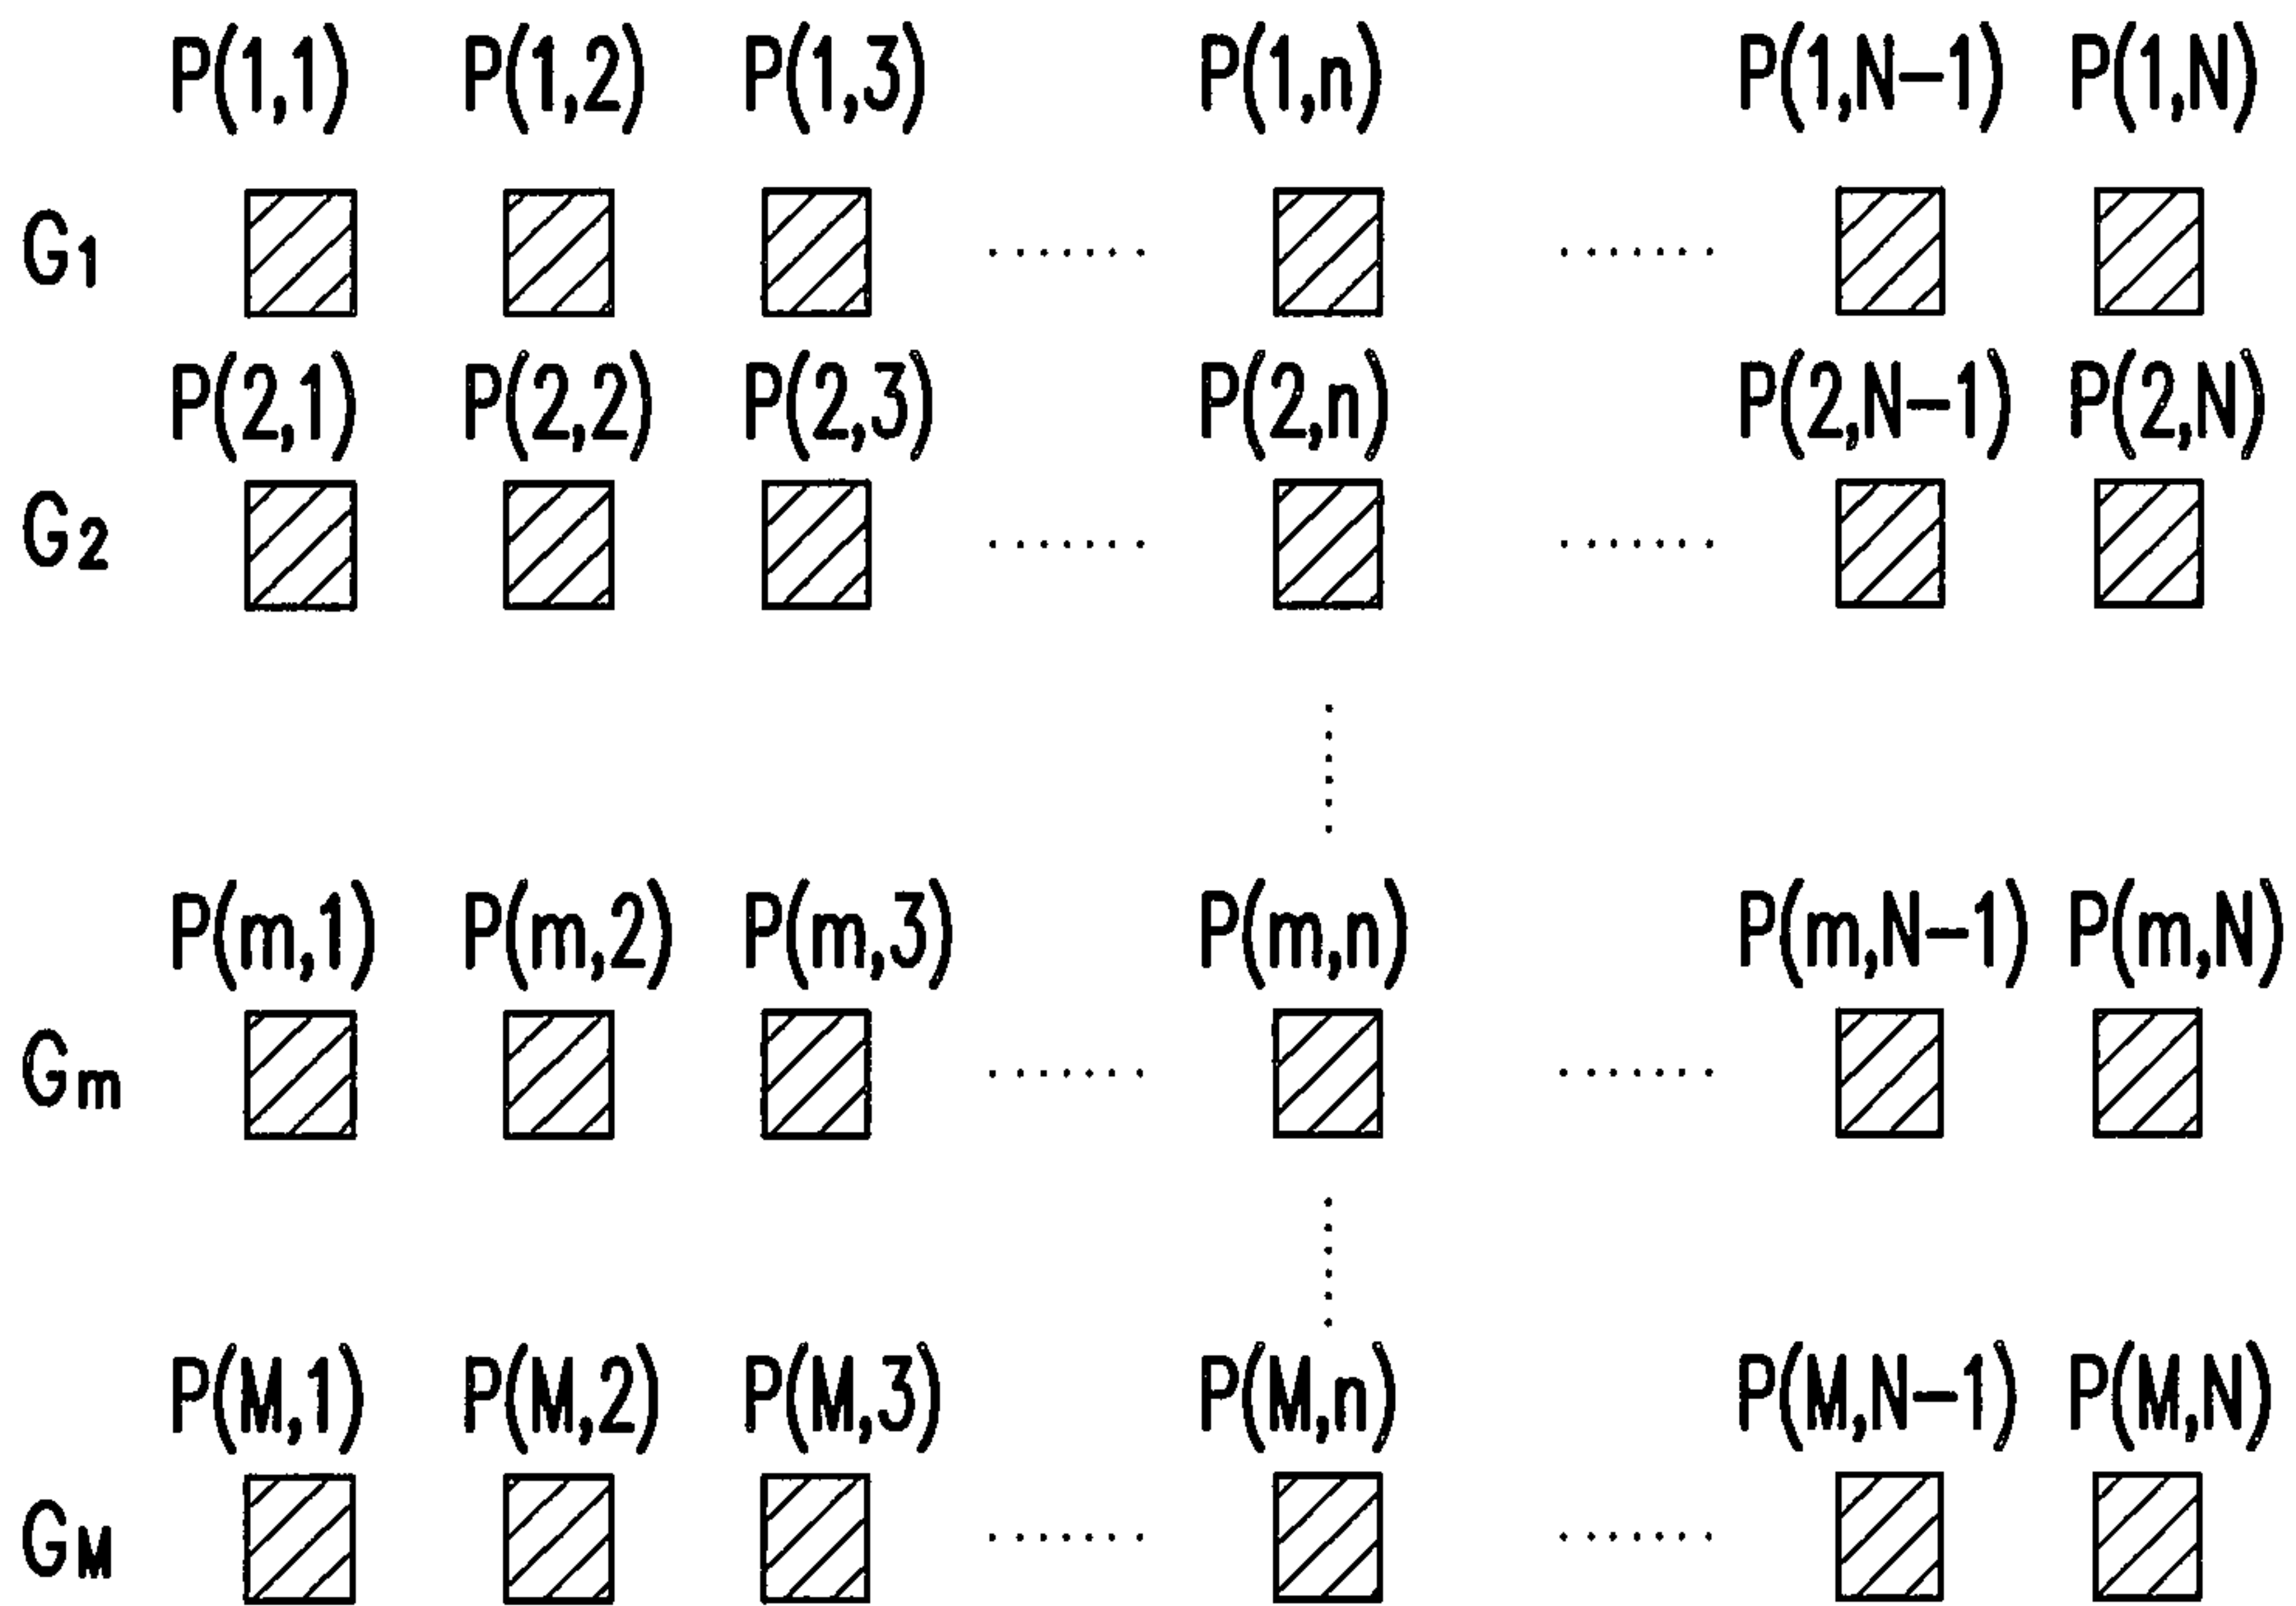 P(1,1) P(1,2) P(1,3) P(1,n) P(1,N-1) P(1,N)
G1 ....... .......
P(2,1) P(2,2) P(2,3) P(2,n) P(2,N-1) P(2,N)
G2 ....... .......
P(m,1) P(m,2) P(m,3) P(m,n) P(m,N-1) P(m,N)
Gm ....... .......
P(M,1) P(M,2) P(M,3) P(M,n) P(M,N-1) P(M,N)
GM ....... .......